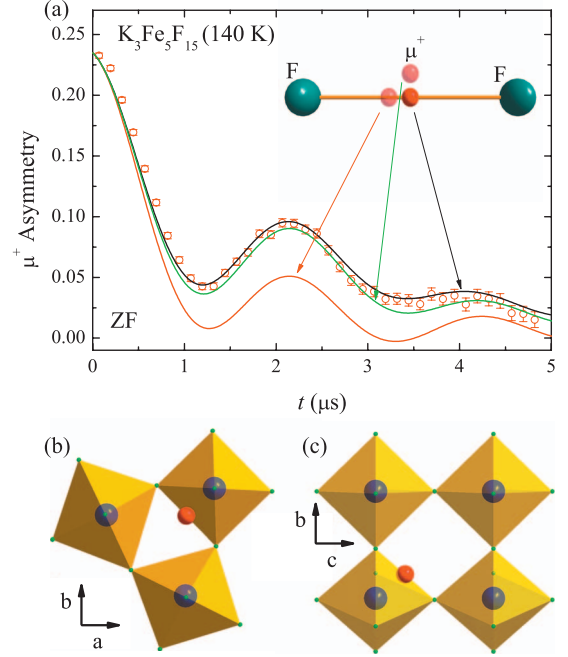 (a)
K₃Fe₅F₁₅ (140 K)
μ⁺
F
F
μ⁺ Asymmetry
0.25
0.20
0.15
0.10
0.05
0.00
ZF
0
1
2
3
4
5
t (μs)
(b)
(c)
b
a
b
c